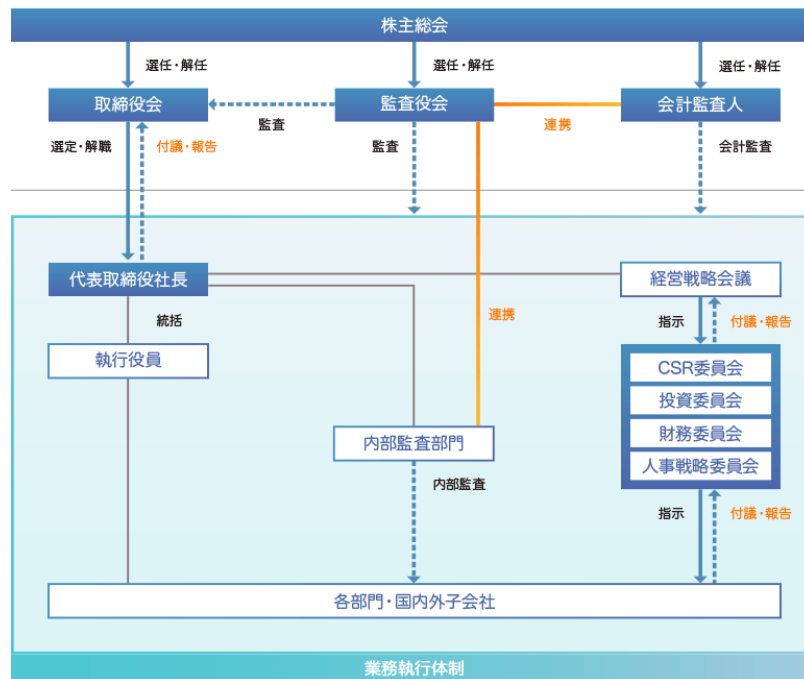 株主総会
選任・解任
選任・解任
選任・解任
取締役会
監査役会
会計監査人
監査
連携
選定・解職
付議・報告
監査
会計監査
代表取締役社長
経営戦略会議
統括
連携
指示
付議・報告
執行役員
CSR委員会
投資委員会
財務委員会
人事戦略委員会
内部監査部門
内部監査
指示
付議・報告
各部門・国内外子会社
業務執行体制